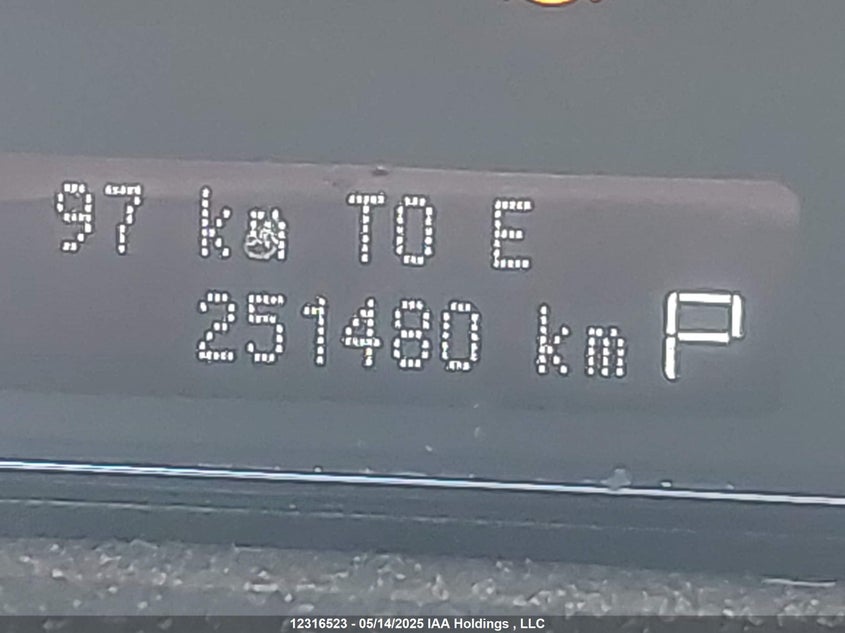 97 km TO E
251480 km P
12316523 - 05/14/2025 IAA Holdings , LLC